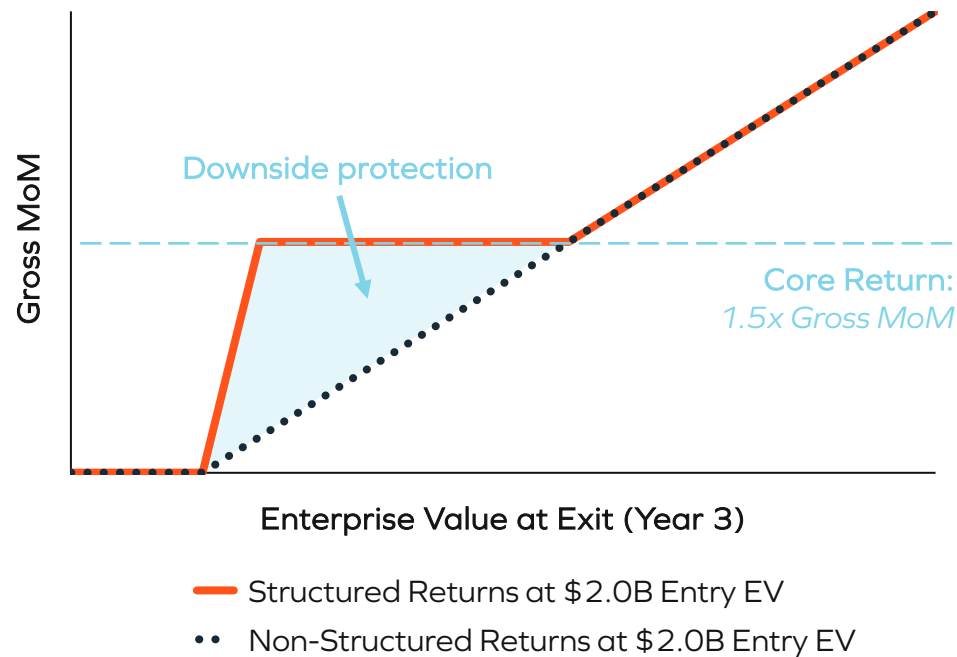 Downside protection
Gross MoM
Core Return:
1.5x Gross MoM
Enterprise Value at Exit (Year 3)
Structured Returns at $2.0B Entry EV
Non-Structured Returns at $2.0B Entry EV